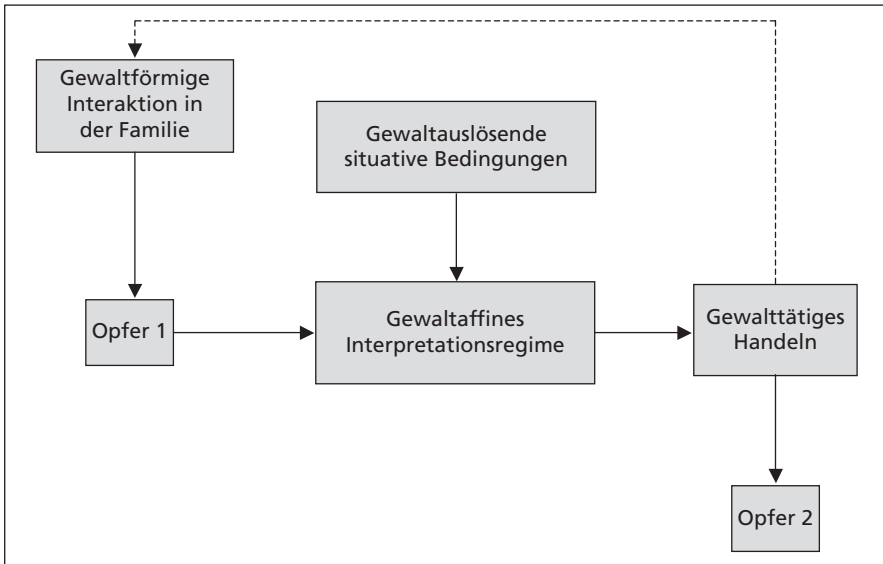 Gewaltförmige
Interaktion in
der Familie
Gewaltauslösende
situative Bedingungen
Opfer 1
Gewaltaffines
Interpretationsregime
Gewalttätiges
Handeln
Opfer 2